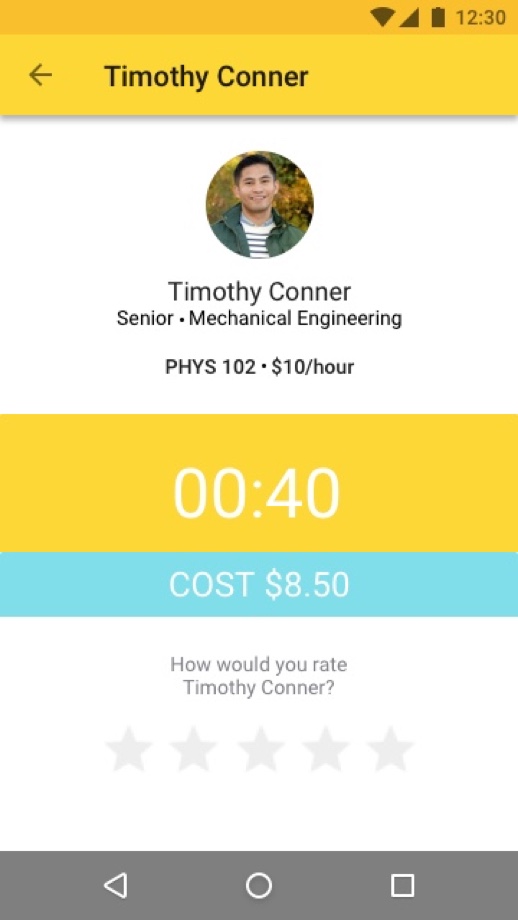 12:30
Timothy Conner
Timothy Conner
Senior • Mechanical Engineering
PHYS 102 • $10/hour
00:40
COST $8.50
How would you rate
Timothy Conner?